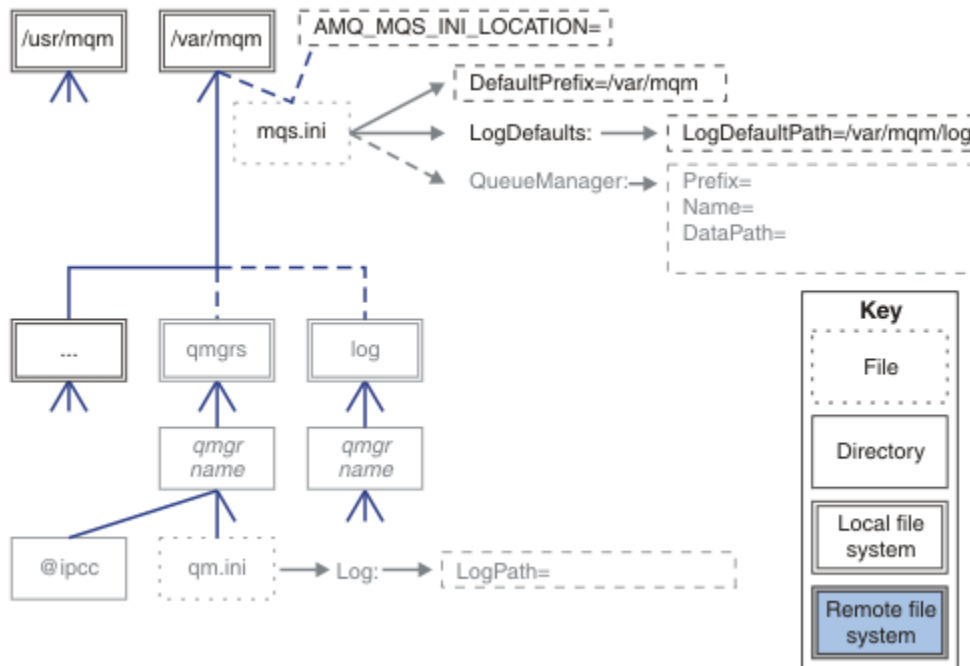 /usr/mqm
/var/mqm
AMQ_MQS_INI_LOCATION=
mqs.ini
DefaultPrefix=/var/mqm
LogDefaults:
LogDefaultPath=/var/mqm/log
QueueManager:
Prefix=
Name=
DataPath=
...
qmgrs
log
qmgr
name
qmgr
name
@ipcc
qm.ini
Log:
LogPath=
Key
File
Directory
Local file
system
Remote file
system